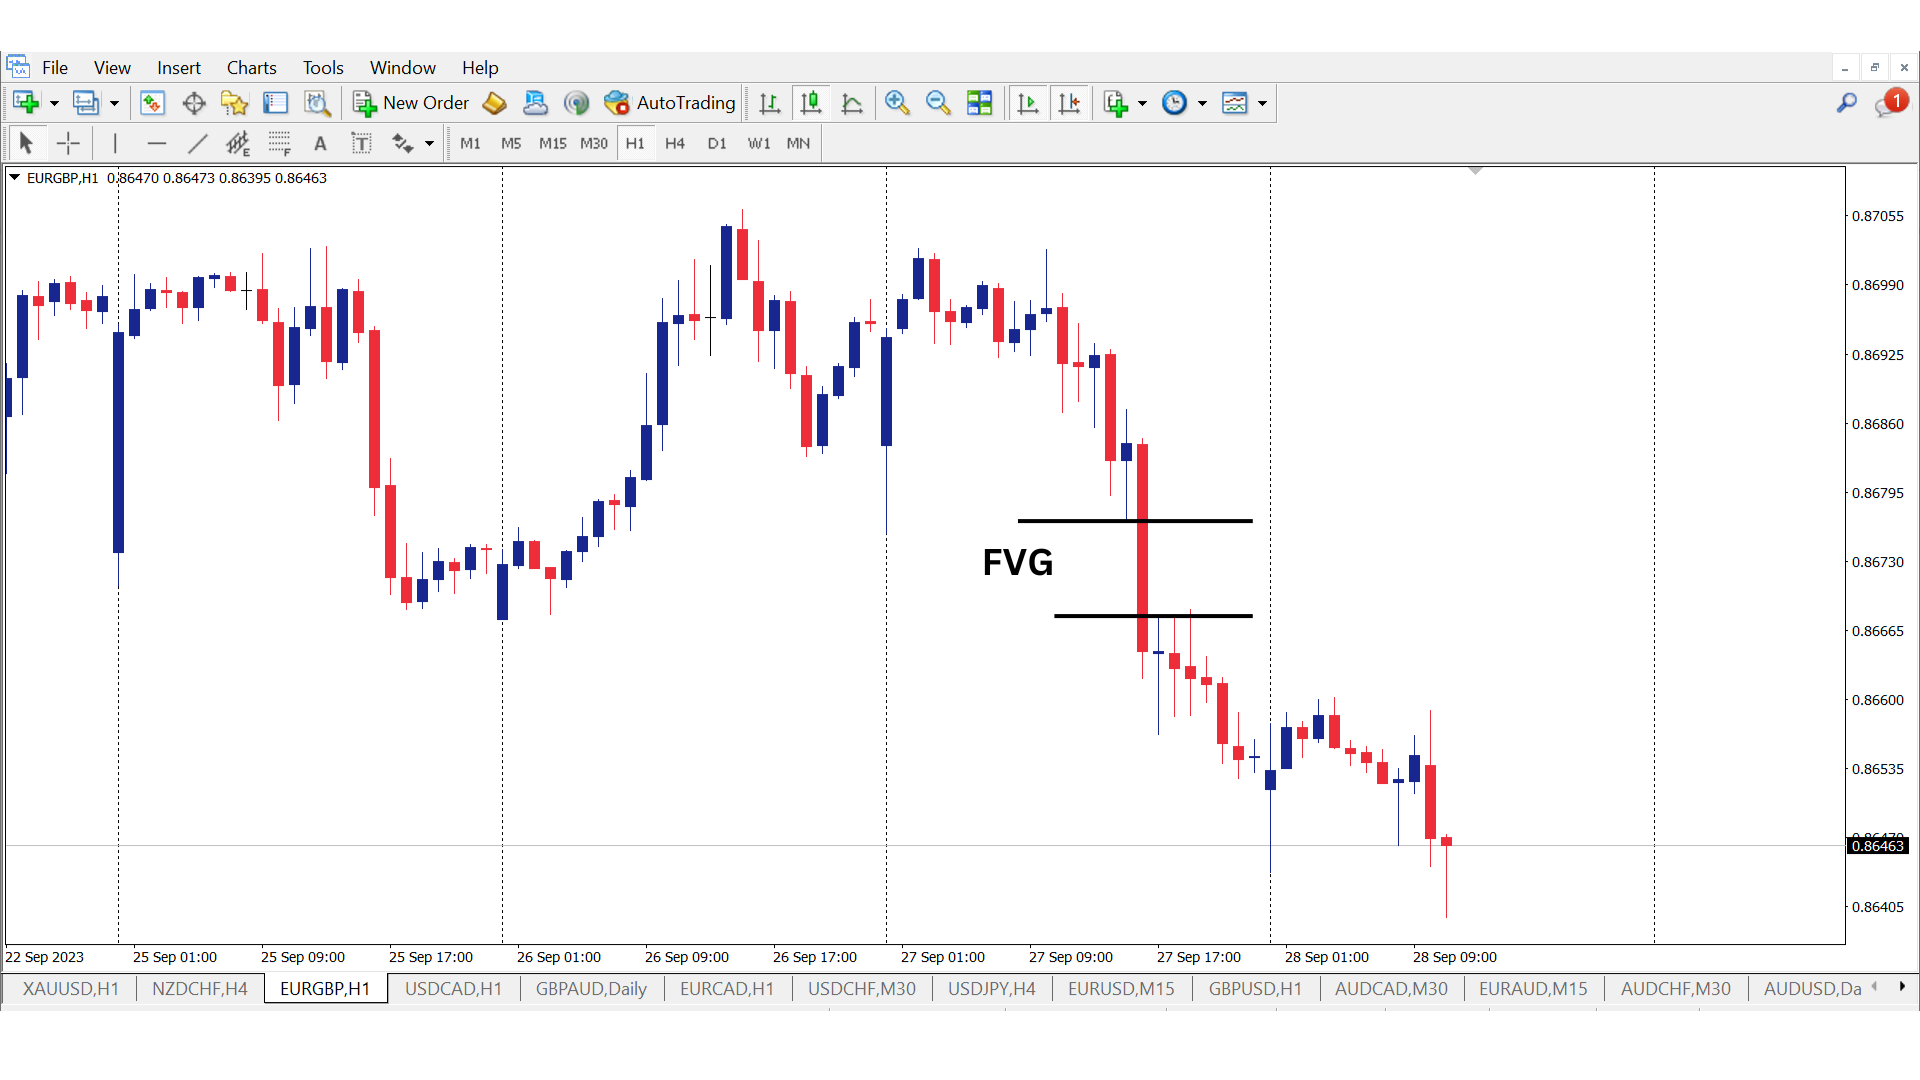 File View Insert Charts Tools Window Help
New Order AutoTrading 1
E F A T M1 M5 M15 M30 H1 H4 D1 W1 MN
EURGBP,H1 0.86470 0.86473 0.86395 0.86463
0.87055
0.86990
0.86925
0.86860
0.86795
FVG
0.86730
0.86665
0.86600
0.86535
0.86470
0.86463
0.86405
22 Sep 2023 25 Sep 01:00 25 Sep 09:00 25 Sep 17:00 26 Sep 01:00 26 Sep 09:00 26 Sep 17:00 27 Sep 01:00 27 Sep 09:00 27 Sep 17:00 28 Sep 01:00 28 Sep 09:00
XAUUSD,H1 NZDCHF,H4 EURGBP,H1 USDCAD,H1 GBPAUD,Daily EURCAD,H1 USDCHF,M30 USDJPY,H4 EURUSD,M15 GBPUSD,H1 AUDCAD,M30 EURAUD,M15 AUDCHF,M30 AUDUSD,Da